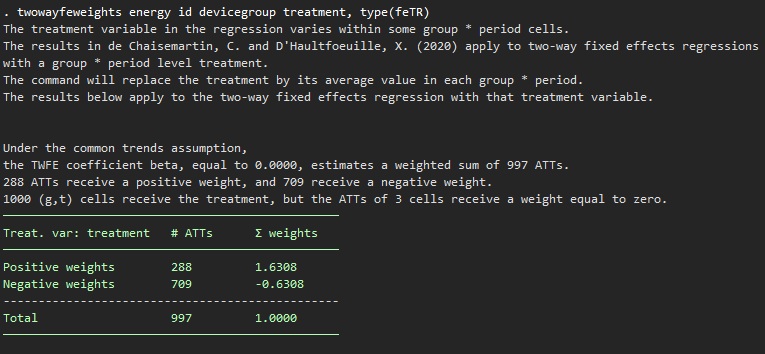 . twowayfeweights energy id devicegroup treatment, type(feTR)
The treatment variable in the regression varies within some group * period cells.
The results in de Chaisemartin, C. and D'Haultfoeuille, X. (2020) apply to two-way fixed effects regressions
with a group * period level treatment.
The command will replace the treatment by its average value in each group * period.
The results below apply to the two-way fixed effects regression with that treatment variable.
Under the common trends assumption,
the TWFE coefficient beta, equal to 0.0000, estimates a weighted sum of 997 ATTs.
288 ATTs receive a positive weight, and 709 receive a negative weight.
1000 (g,t) cells receive the treatment, but the ATTs of 3 cells receive a weight equal to zero.
Treat. var: treatment # ATTs Σ weights
Positive weights 288 1.6308
Negative weights 709 -0.6308
Total 997 1.0000